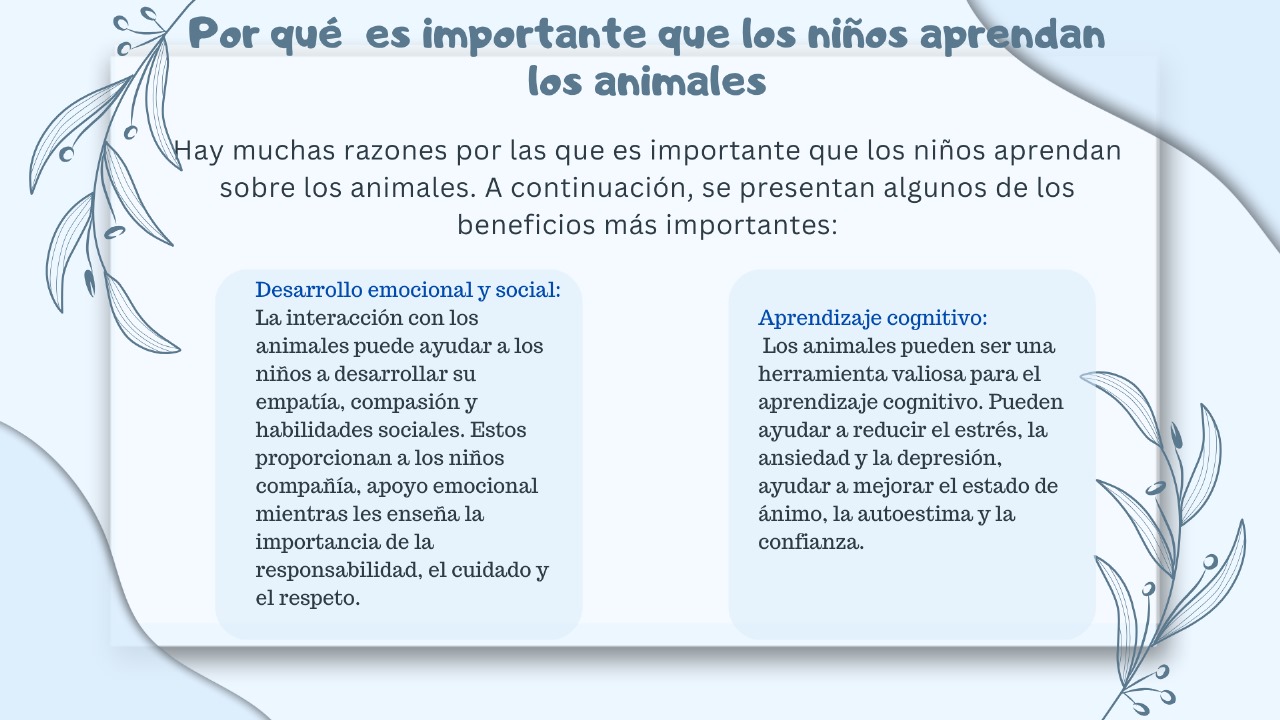 Por qué  es importante que los niños aprendan
los animales
Hay muchas razones por las que es importante que los niños aprendan
sobre los animales. A continuación, se presentan algunos de los
beneficios más importantes:
Desarrollo emocional y social:
La interacción con los
animales puede ayudar a los
niños a desarrollar su
empatía, compasión y
habilidades sociales. Estos
proporcionan a los niños
compañía, apoyo emocional
mientras les enseña la
importancia de la
responsabilidad, el cuidado y
el respeto.
Aprendizaje cognitivo:
Los animales pueden ser una
herramienta valiosa para el
aprendizaje cognitivo. Pueden
ayudar a reducir el estrés, la
ansiedad y la depresión,
ayudar a mejorar el estado de
ánimo, la autoestima y la
confianza.